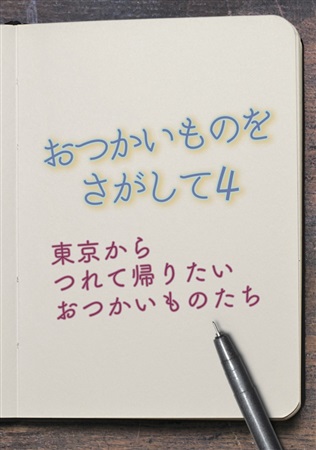 おつかいものを
さがして4
東京から
つれて帰りたい
おつかいものたち